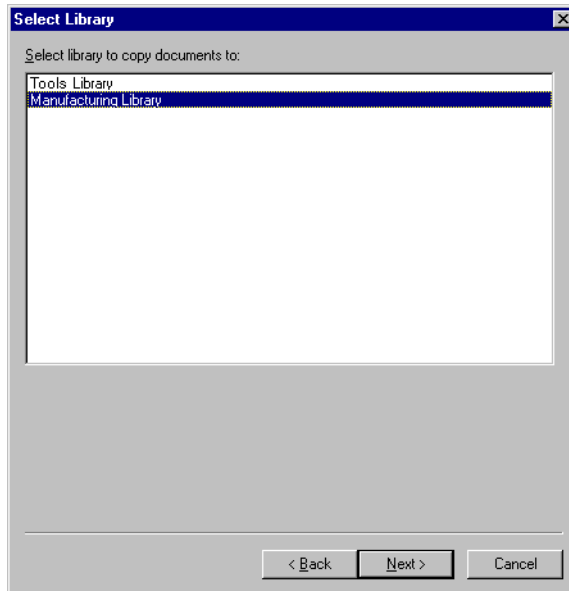 Select Library
Select library to copy documents to:
Tools Library
Manufacturing Library
< Back Next > Cancel